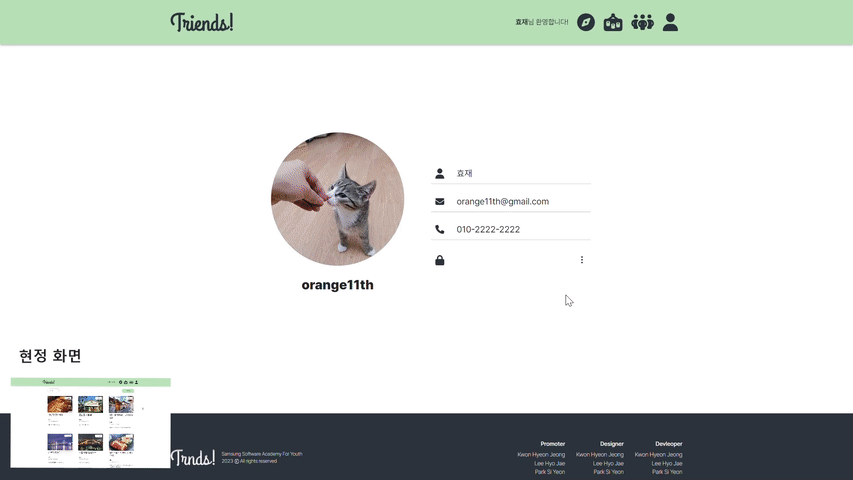 Triends!
효재님 환영합니다!
효재
orange11th@gmail.com
010-2222-2222
orange11th
현정 화면
Trnds!
Samsung Software Academy For Youth
2023 ⓒ All rights reserved
Promoter
Kwon Hyeon Jeong
Lee Hyo Jae
Park Si Yeon
Designer
Kwon Hyeon Jeong
Lee Hyo Jae
Park Si Yeon
Devleoper
Kwon Hyeon Jeong
Lee Hyo Jae
Park Si Yeon